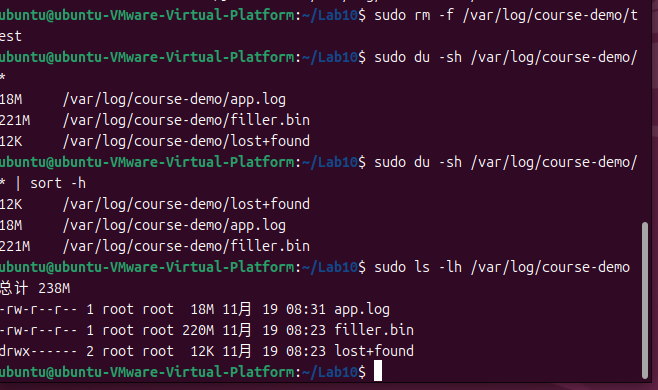 ubuntu@ubuntu-VMware-Virtual-Platform:~/Lab10$ sudo rm -f /var/log/course-demo/t
est
ubuntu@ubuntu-VMware-Virtual-Platform:~/Lab10$ sudo du -sh /var/log/course-demo/
*
18M     /var/log/course-demo/app.log
221M    /var/log/course-demo/filler.bin
12K     /var/log/course-demo/lost+found
ubuntu@ubuntu-VMware-Virtual-Platform:~/Lab10$ sudo du -sh /var/log/course-demo/
* | sort -h
12K     /var/log/course-demo/lost+found
18M     /var/log/course-demo/app.log
221M    /var/log/course-demo/filler.bin
ubuntu@ubuntu-VMware-Virtual-Platform:~/Lab10$ sudo ls -lh /var/log/course-demo
总计 238M
-rw-r--r-- 1 root root  18M 11月 19 08:31 app.log
-rw-r--r-- 1 root root 220M 11月 19 08:23 filler.bin
drwx------ 2 root root  12K 11月 19 08:23 lost+found
ubuntu@ubuntu-VMware-Virtual-Platform:~/Lab10$